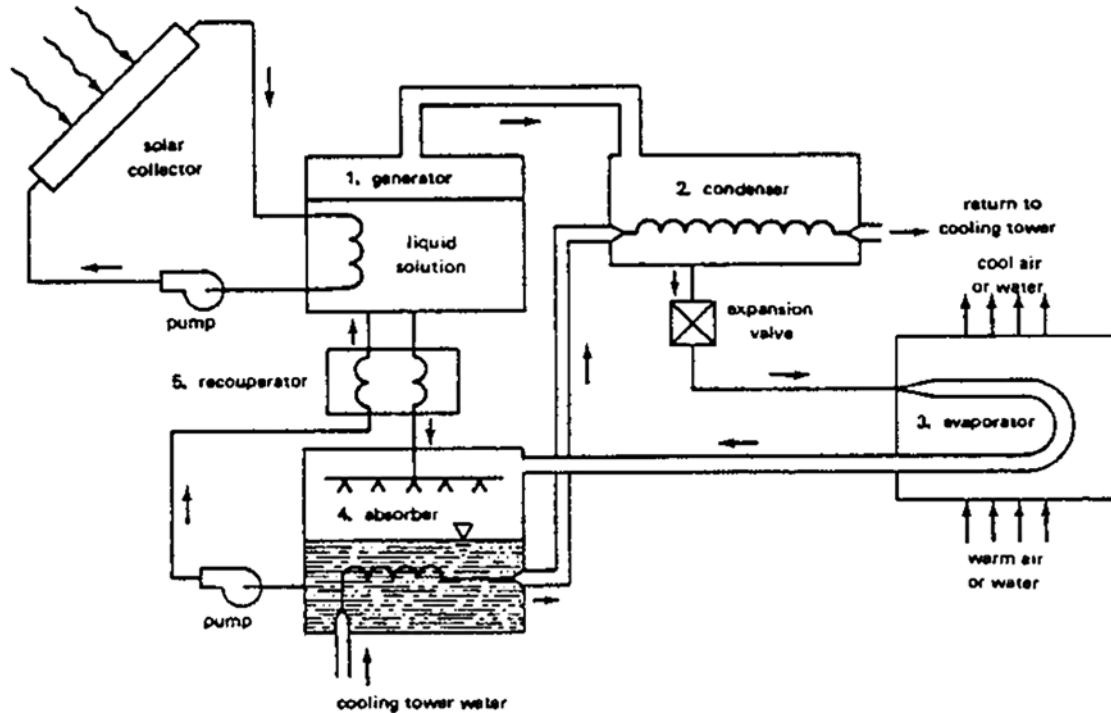 solar
collector
1. generator
2. condenser
return to
cooling tower
cool air
or water
liquid
solution
pump
expansion
valve
5. recouperator
3. evaporator
4. absorber
warm air
or water
pump
cooling tower water